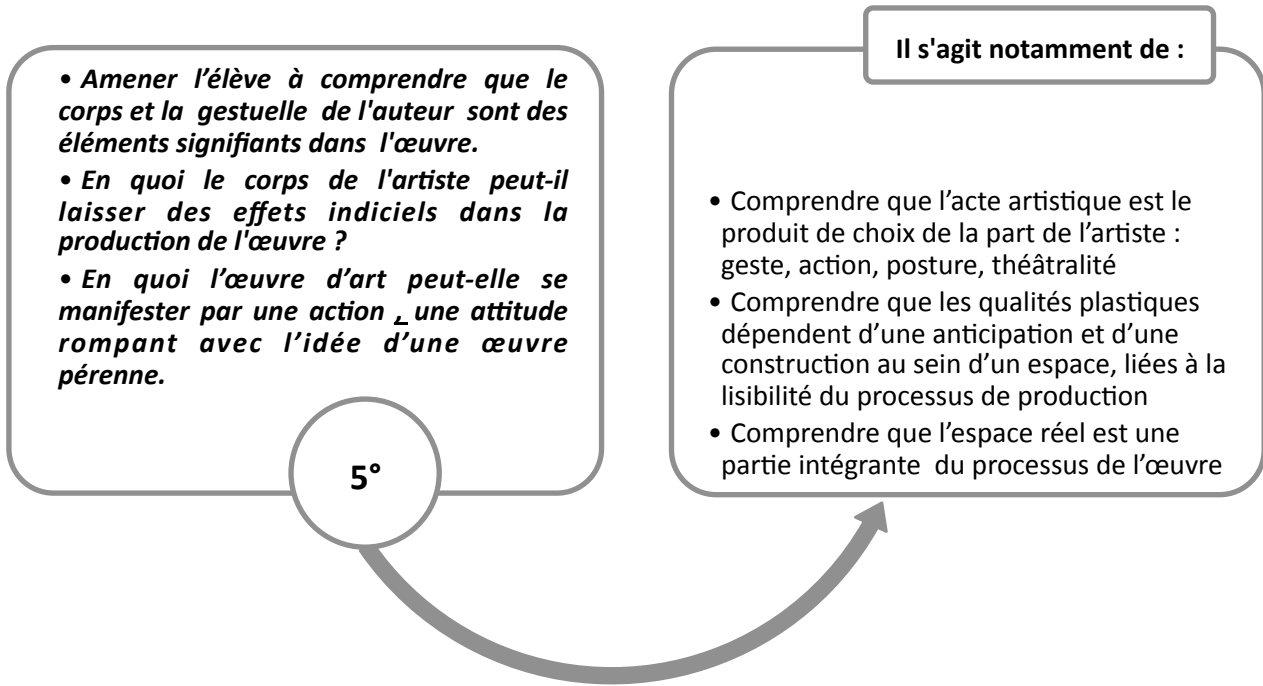 • Amener l’élève à comprendre que le
corps et la gestuelle de l'auteur sont des
éléments signifiants dans l'œuvre.
• En quoi le corps de l'artiste peut-il
laisser des effets indiciels dans la
production de l'œuvre ?
• En quoi l’œuvre d’art peut-elle se
manifester par une action , une attitude
rompant avec l’idée d’une œuvre
pérenne.
5°
Il s'agit notamment de :
• Comprendre que l’acte artistique est le
produit de choix de la part de l’artiste :
geste, action, posture, théâtralité
• Comprendre que les qualités plastiques
dépendent d’une anticipation et d’une
construction au sein d’un espace, liées à la
lisibilité du processus de production
• Comprendre que l’espace réel est une
partie intégrante du processus de l’œuvre